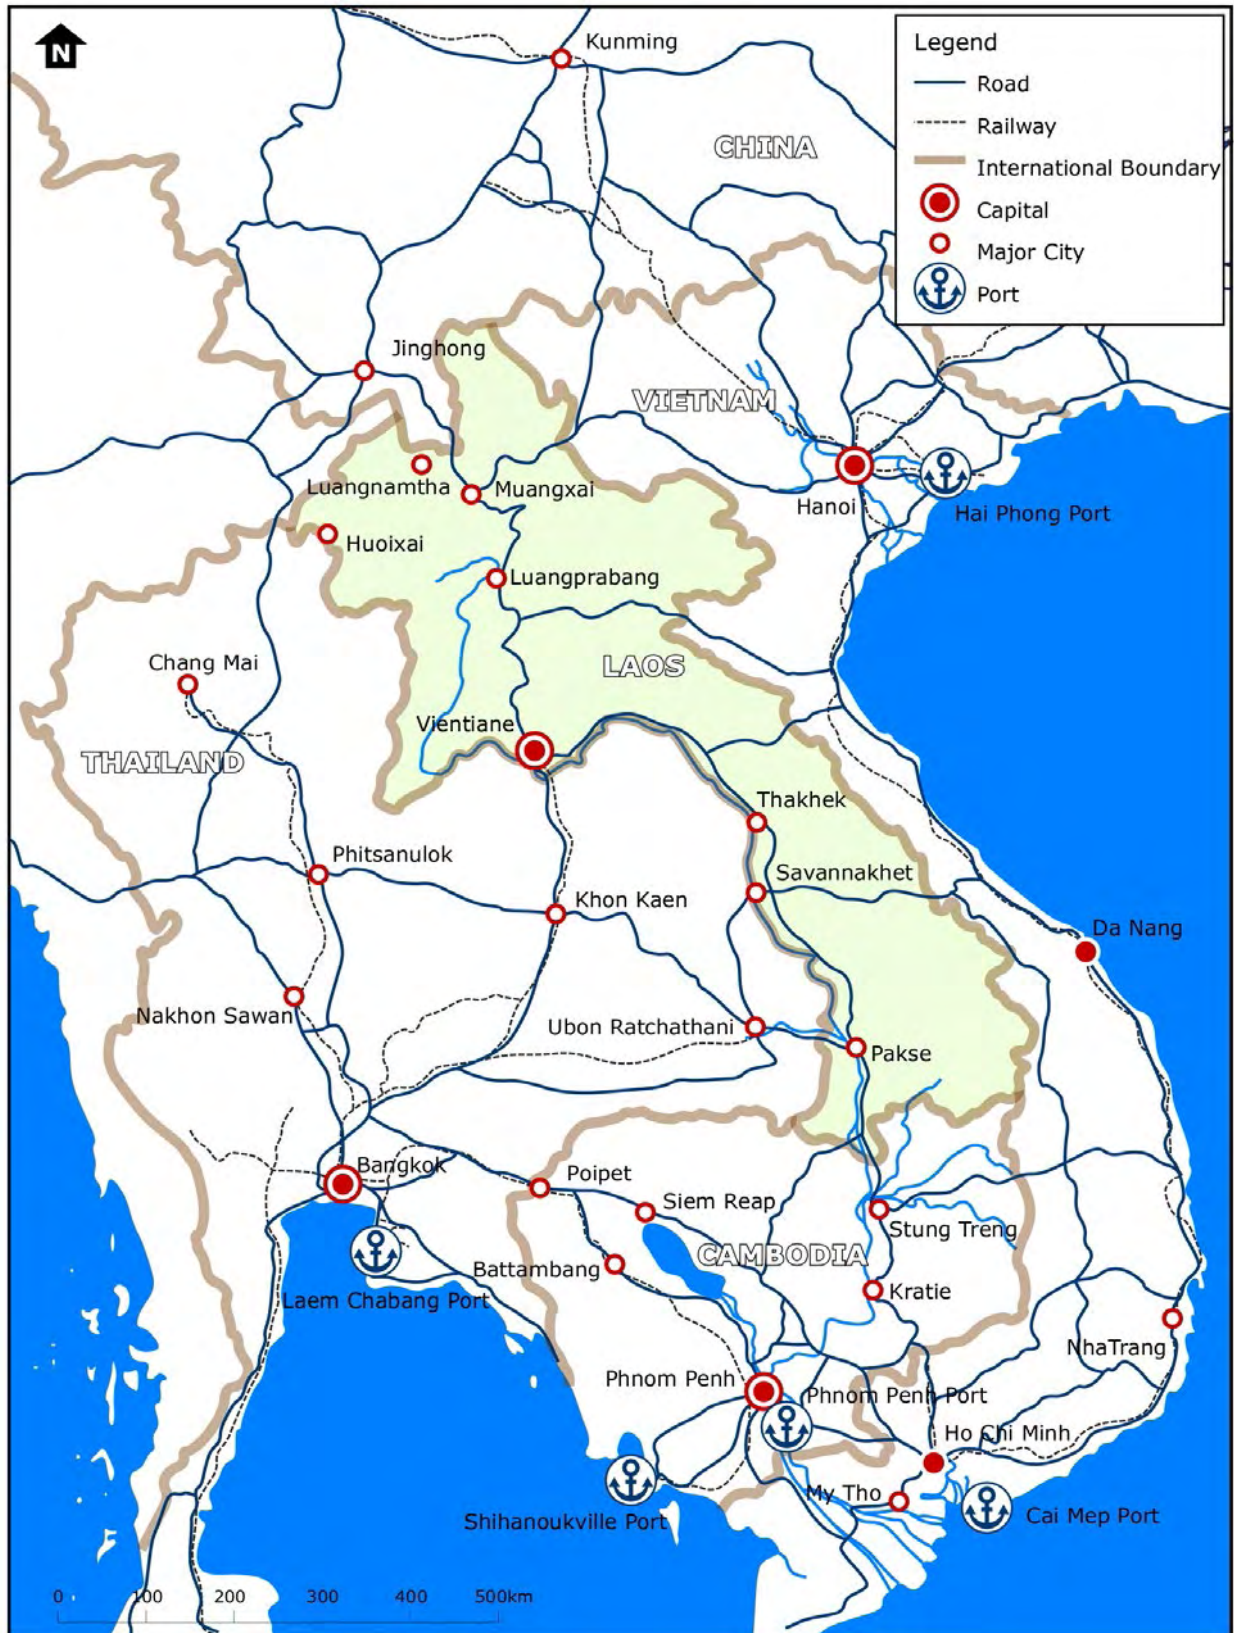 N
Kunming
Legend
Road
Railway
International Boundary
Capital
Major City
Port
CHINA
Jinghong
VIETNAM
Luangnamtha
Muangxai
Hanoi
Hai Phong Port
Huoixai
Luangprabang
Chang Mai
LAOS
Vientiane
THAILAND
Thakhek
Phitsanulok
Savannakhet
Khon Kaen
Da Nang
Nakhon Sawan
Ubon Ratchathani
Pakse
Bangkok
Poipet
Siem Reap
Stung Treng
CAMBODIA
Battambang
Kratie
Laem Chabang Port
NhaTrang
Phnom Penh
Phnom Penh Port
Ho Chi Minh
My Tho
Cai Mep Port
Shihanoukville Port
0 100 200 300 400 500km